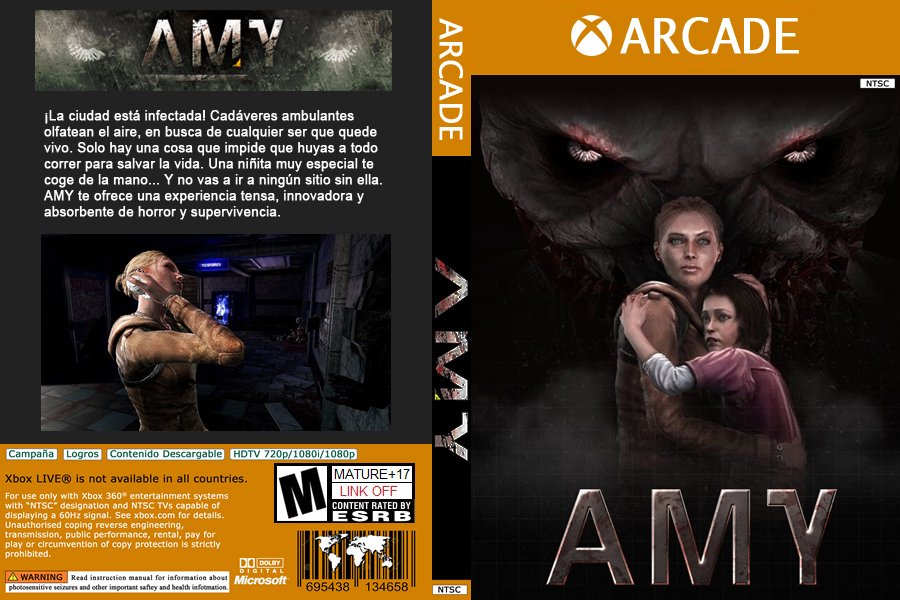 AMY
¡La ciudad está infectada! Cadáveres ambulantes
olfatean el aire, en busca de cualquier ser que quede
vivo. Solo hay una cosa que impide que huyas a todo
correr para salvar la vida. Una niñita muy especial te
coge de la mano... Y no vas a ir a ningún sitio sin ella.
AMY te ofrece una experiencia tensa, innovadora y
absorbente de horror y supervivencia.
Campaña Logros Contenido Descargable HDTV 720p/1080i/1080p
Xbox LIVE® is not available in all countries.
For use only with Xbox 360® entertainment systems
with “NTSC” designation and NTSC TVs capable of
displaying a 60Hz signal. See xbox.com for details.
Unauthorised coping reverse engineering,
transmission, public performance, rental, pay for
play or circumvention of copy protection is strictly
prohibited.
WARNING Read instruction manual for information about
photosensitive seizures and other important saftey and health infotmation.
DOLBY
DIGITAL
Microsoft®
M
MATURE+17
LINK OFF
CONTENT RATED BY
ESRB
695438 134658
ARCADE
AMY
NTSC
ARCADE
NTSC
AMY